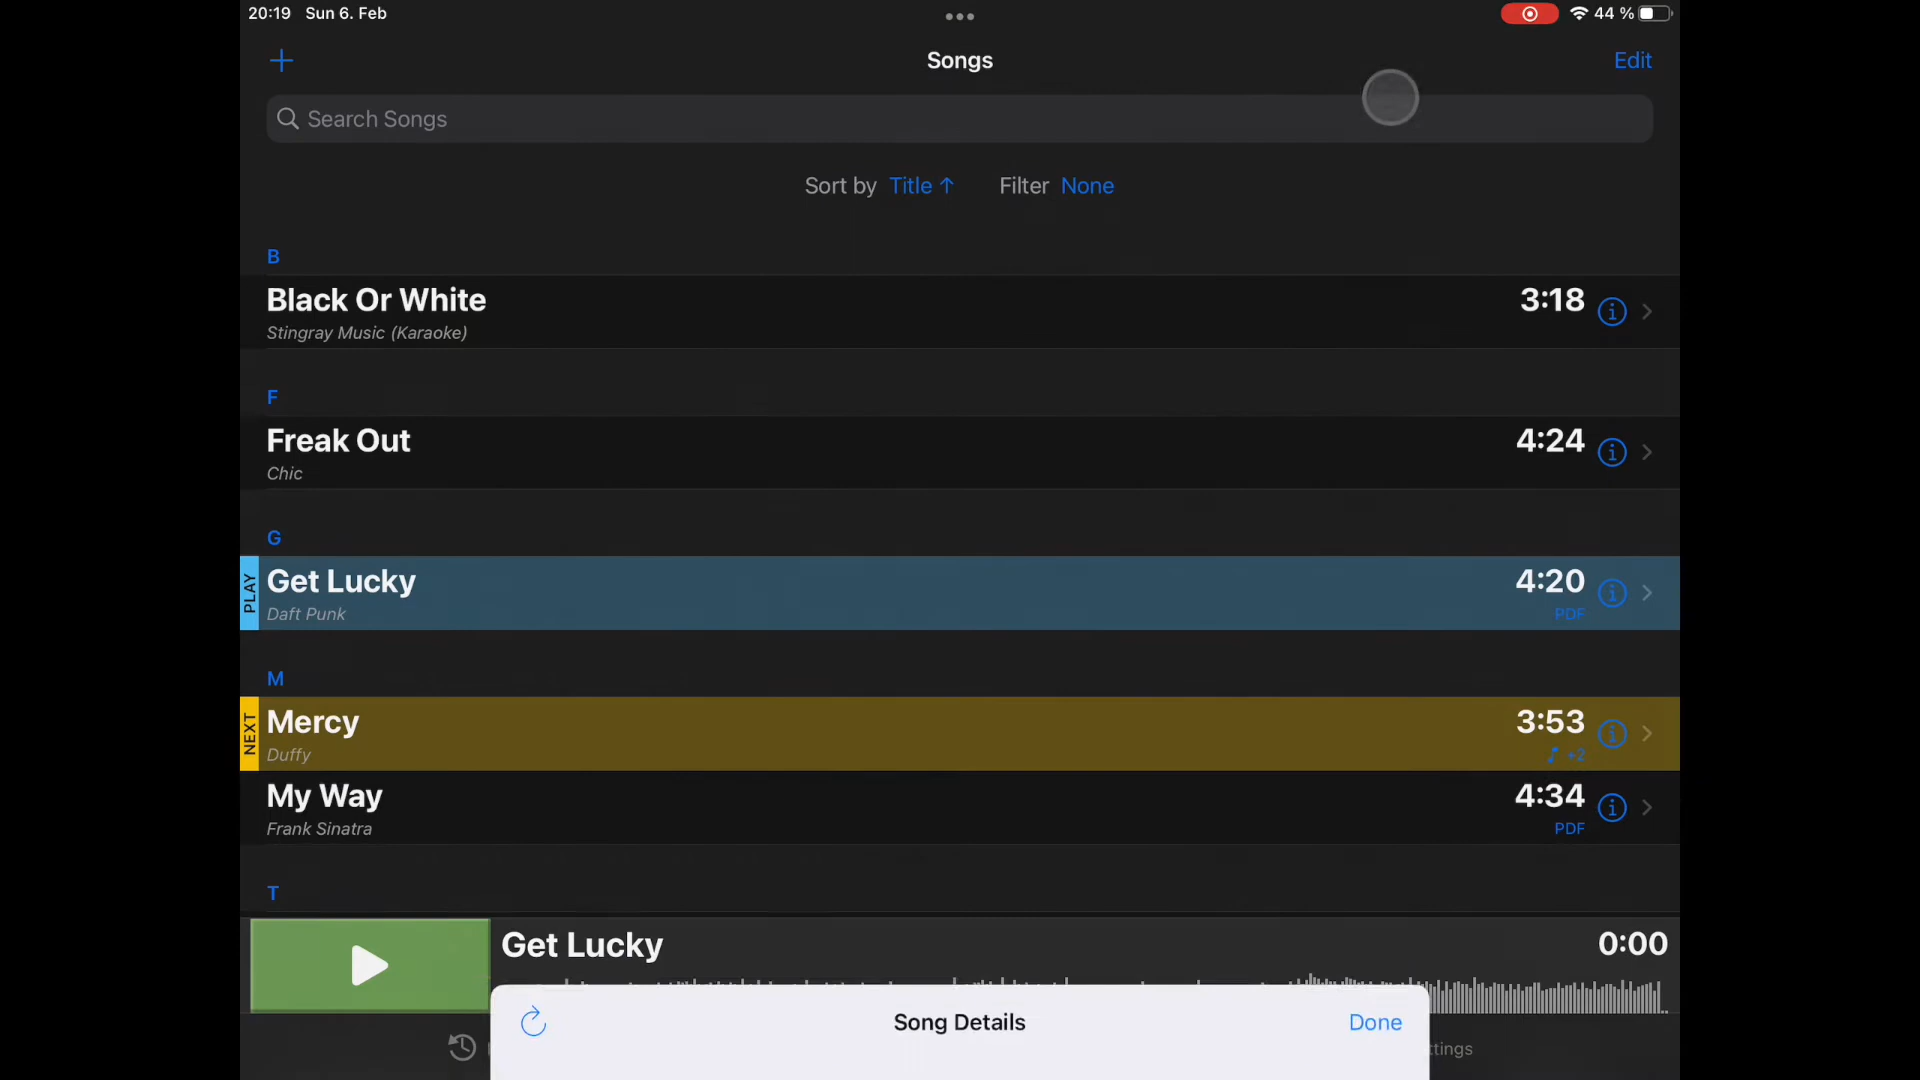 20:19 Sun 6. Feb
44 %
Songs
Edit
Search Songs
Sort by Title ↑ Filter None
B
Black Or White 3:18
Stingray Music (Karaoke)
F
Freak Out 4:24
Chic
G
PLAY
Get Lucky 4:20
Daft Punk PDF
M
NEXT
Mercy 3:53
Duffy +2
My Way 4:34
Frank Sinatra PDF
T
Get Lucky 0:00
Song Details Done
ttings